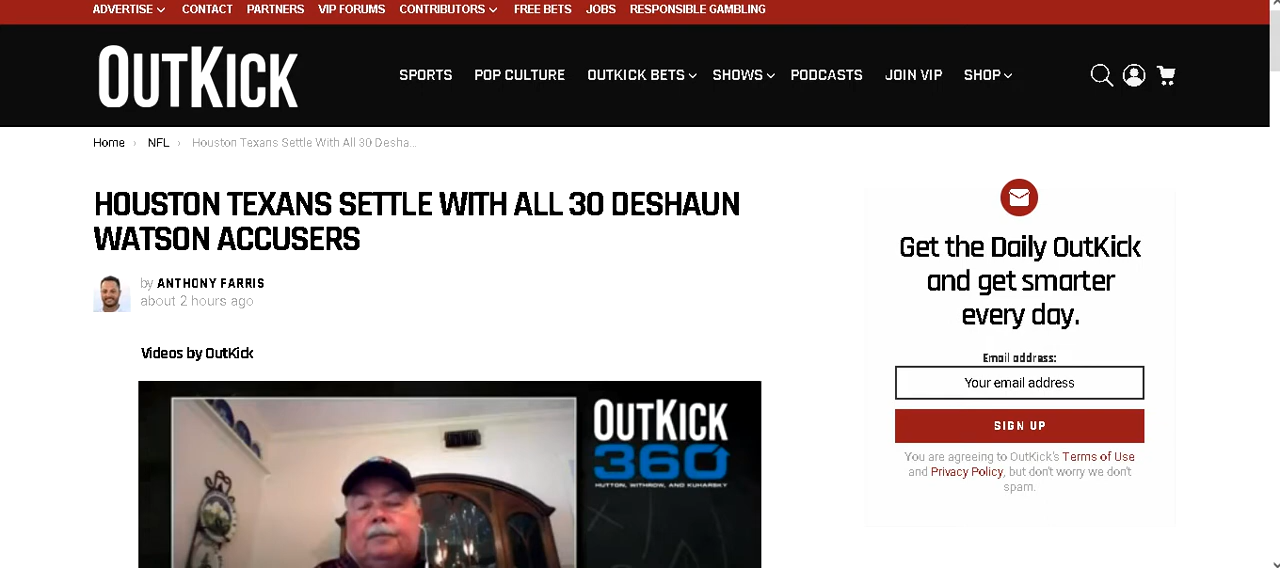 ADVERTISE CONTACT PARTNERS VIP FORUMS CONTRIBUTORS FREE BETS JOBS RESPONSIBLE GAMBLING
OUTKICK SPORTS POP CULTURE OUTKICK BETS SHOWS PODCASTS JOIN VIP SHOP
Home › NFL › Houston Texans Settle With All 30 Desha...
HOUSTON TEXANS SETTLE WITH ALL 30 DESHAUN
WATSON ACCUSERS
by ANTHONY FARRIS
about 2 hours ago
Videos by OutKick
OUTKICK
360
HUTTON, WITHROW, AND KUHARSKY
Get the Daily OutKick
and get smarter
every day.
Email address:
Your email address
SIGN UP
You are agreeing to OutKick's Terms of Use
and Privacy Policy, but don't worry we don't
spam.